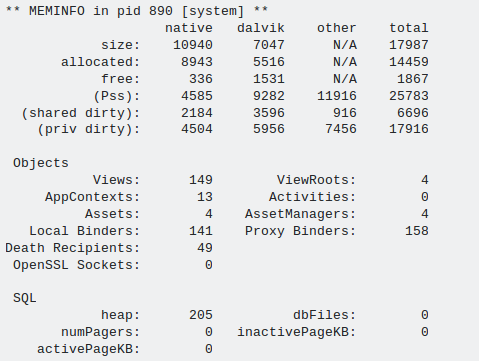 ** MEMINFO in pid 890 [system] **
native dalvik other total
size: 10940 7047 N/A 17987
allocated: 8943 5516 N/A 14459
free: 336 1531 N/A 1867
(Pss): 4585 9282 11916 25783
(shared dirty): 2184 3596 916 6696
(priv dirty): 4504 5956 7456 17916
Objects
Views: 149 ViewRoots: 4
AppContexts: 13 Activities: 0
Assets: 4 AssetManagers: 4
Local Binders: 141 Proxy Binders: 158
Death Recipients: 49
OpenSSL Sockets: 0
SQL
heap: 205 dbFiles: 0
numPagers: 0 inactivePageKB: 0
activePageKB: 0